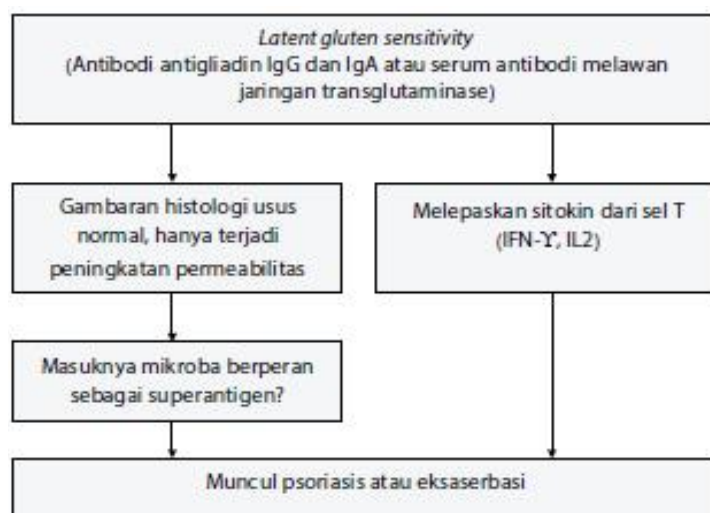 Latent gluten sensitivity
(Antibodi antigliadin IgG dan IgA atau serum antibodi melawan
jaringan transglutaminase)
Gambaran histologi usus
normal, hanya terjadi
peningkatan permeabilitas
Melepaskan sitokin dari sel T
(IFN-ϒ, IL2)
Masuknya mikroba berperan
sebagai superantigen?
Muncul psoriasis atau eksaserbasi